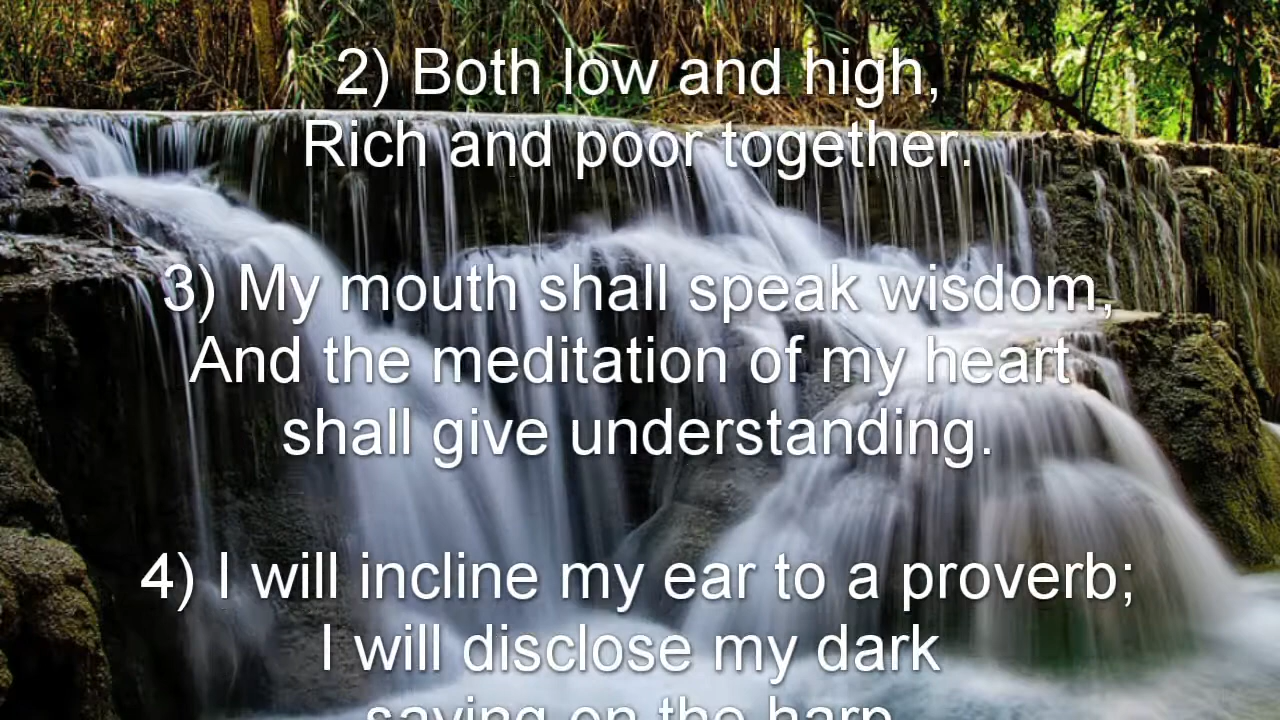 2) Both low and high,
Rich and poor together.
3) My mouth shall speak wisdom,
And the meditation of my heart
shall give understanding.
4) I will incline my ear to a proverb;
I will disclose my dark
saying on the harp.